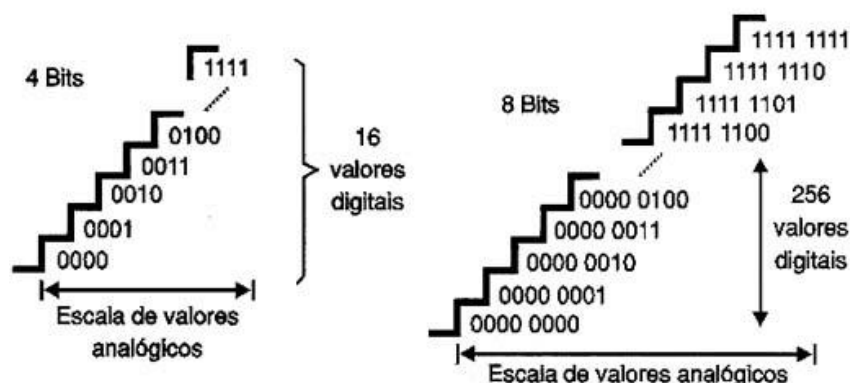 4 Bits
1111
0100
0011
0010
0001
0000
16
valores
digitais
Escala de valores
analógicos
8 Bits
1111 1111
1111 1110
1111 1101
1111 1100
0000 0100
0000 0011
0000 0010
0000 0001
0000 0000
256
valores
digitais
Escala de valores analógicos